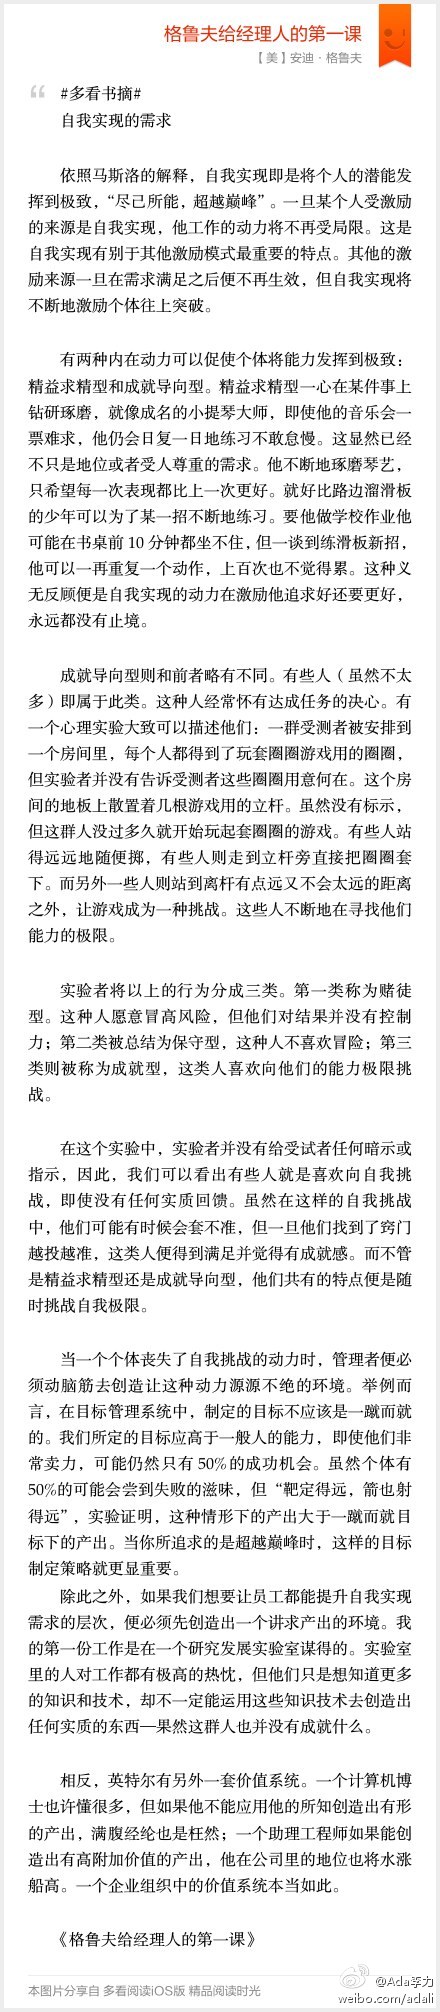 格鲁夫给经理人的第一课
【美】安迪·格鲁夫
#多看书摘#
自我实现的需求
依照马斯洛的解释，自我实现即是将个人的潜能发
挥到极致，“尽己所能，超越巅峰”。一旦某个人受激励
的来源是自我实现，他工作的动力将不再受局限。这是
自我实现有别于其他激励模式最重要的特点。其他的激
励来源一旦在需求满足之后便不再生效，但自我实现将
不断地激励个体往上突破。
有两种内在动力可以促使个体将能力发挥到极致：
精益求精型和成就导向型。精益求精型一心在某件事上
钻研琢磨，就像成名的小提琴大师，即使他的音乐会一
票难求，他仍会日复一日地练习不敢怠慢。这显然已经
不只是地位或者受人尊重的需求。他不断地琢磨琴艺，
只希望每一次表现都比上一次更好。就好比路边溜滑板
的少年可以为了某一招不断地练习。要他做学校作业他
可能在书桌前 10 分钟都坐不住，但一谈到练滑板新招，
他可以一再重复一个动作，上百次也不觉得累。这种义
无反顾便是自我实现的动力在激励他追求好还要更好，
永远都没有止境。
成就导向型则和前者略有不同。有些人（虽然不太
多）即属于此类。这种人经常怀有达成任务的决心。有
一个心理实验大致可以描述他们：一群受测者被安排到
一个房间里，每个人都得到了玩套圈圈游戏用的圈圈，
但实验者并没有告诉受测者这些圈圈用意何在。这个房
间的地板上散置着几根游戏用的立杆。虽然没有标示，
但这群人没过多久就开始玩起套圈圈的游戏。有些人站
得远远地随便掷，有些人则走到立杆旁直接把圈圈套
下。而另外一些人则站到离杆有点远又不会太远的距离
之外，让游戏成为一种挑战。这些人不断地在寻找他们
能力的极限。
实验者将以上的行为分成三类。第一类称为赌徒
型。这种人愿意冒高风险，但他们对结果并没有控制
力；第二类被总结为保守型，这种人不喜欢冒险；第三
类则被称为成就型，这类人喜欢向他们的能力极限挑
战。
在这个实验中，实验者并没有给受试者任何暗示或
指示，因此，我们可以看出有些人就是喜欢向自我挑
战，即使没有任何实质回馈。虽然在这样的自我挑战
中，他们可能有时候会套不准，但一旦他们找到了窍门
越投越准，这类人便得到满足并觉得有成就感。而不管
是精益求精型还是成就导向型，他们共有的特点便是随
时挑战自我极限。
当一个个体丧失了自我挑战的动力时，管理者便必
须动脑筋去创造让这种动力源源不绝的环境。举例而
言，在目标管理系统中，制定的目标不应该是一蹴而就
的。我们所定的目标应高于一般人的能力，即使他们非
常卖力，可能仍然只有 50% 的成功机会。虽然个体有
50%的可能会尝到失败的滋味，但“靶定得远，箭也射
得远”，实验证明，这种情形下的产出大于一蹴而就目
标下的产出。当你所追求的是超越巅峰时，这样的目标
制定策略就更显重要。
除此之外，如果我们想要让员工都能提升自我实现
需求的层次，便必须先创造出一个讲求产出的环境。我
的第一份工作是在一个研究发展实验室谋得的。实验室
里的人对工作都有极高的热忱，但他们只是想知道更多
的知识和技术，却不一定能运用这些知识技术去创造出
任何实质的东西—果然这群人也并没有成就什么。
相反，英特尔有另外一套价值系统。一个计算机博
士也许懂很多，但如果他不能应用他的所知创造出有形
的产出，满腹经纶也是枉然；一个助理工程师如果能创
造出有高附加价值的产出，他在公司里的地位也将水涨
船高。一个企业组织中的价值系统本当如此。
《格鲁夫给经理人的第一课》
本图片分享自 多看阅读iOS版 精品阅读时光
@Ada李力
weibo.com/adali